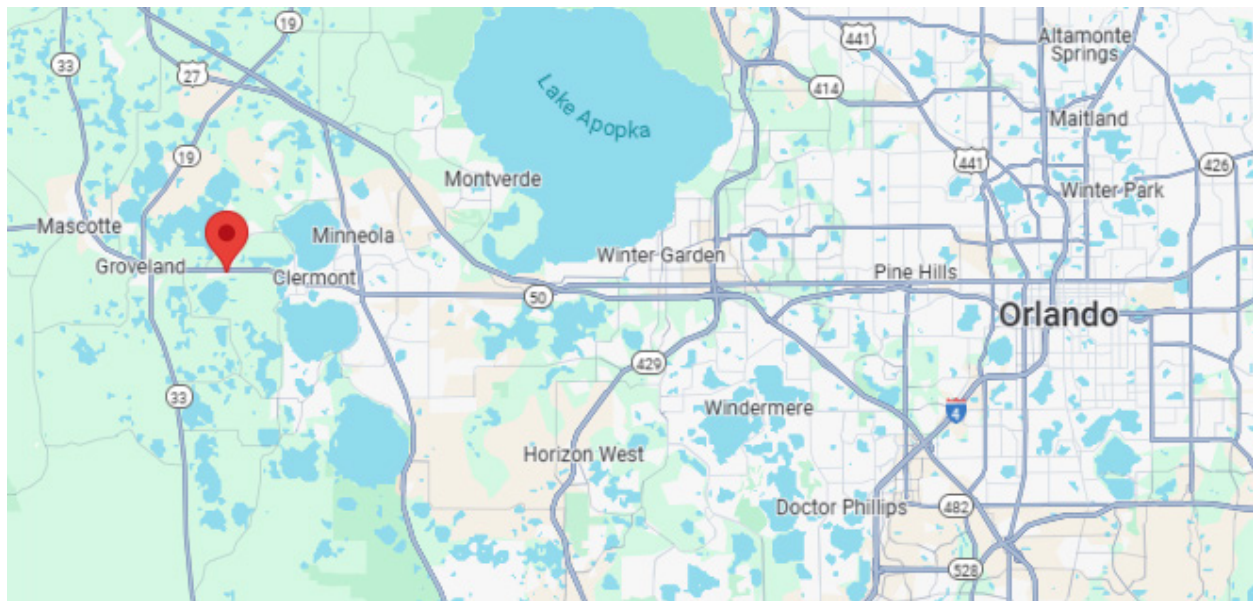 19
441
Altamonte
Springs
33
27
414
Lake Apopka
Maitland
19
441
426
Montverde
Winter Park
Mascotte
Minneola
Groveland
Winter Garden
Clermont
Pine Hills
50
Orlando
429
33
Windermere
4
Horizon West
Doctor Phillips
482
528